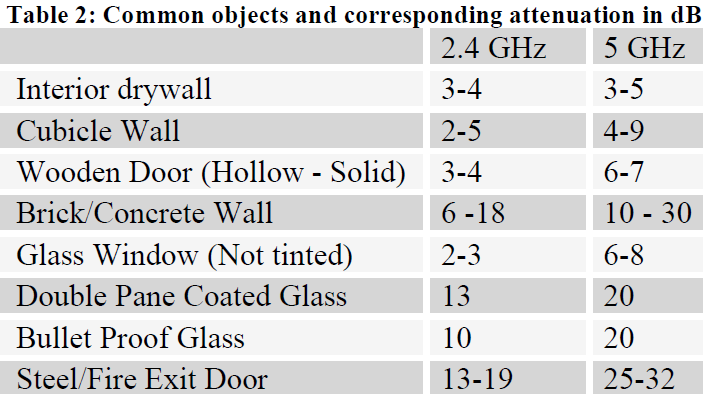 Table 2: Common objects and corresponding attenuation in dB
2.4 GHz 5 GHz
Interior drywall 3-4 3-5
Cubicle Wall 2-5 4-9
Wooden Door (Hollow - Solid) 3-4 6-7
Brick/Concrete Wall 6 -18 10 - 30
Glass Window (Not tinted) 2-3 6-8
Double Pane Coated Glass 13 20
Bullet Proof Glass 10 20
Steel/Fire Exit Door 13-19 25-32